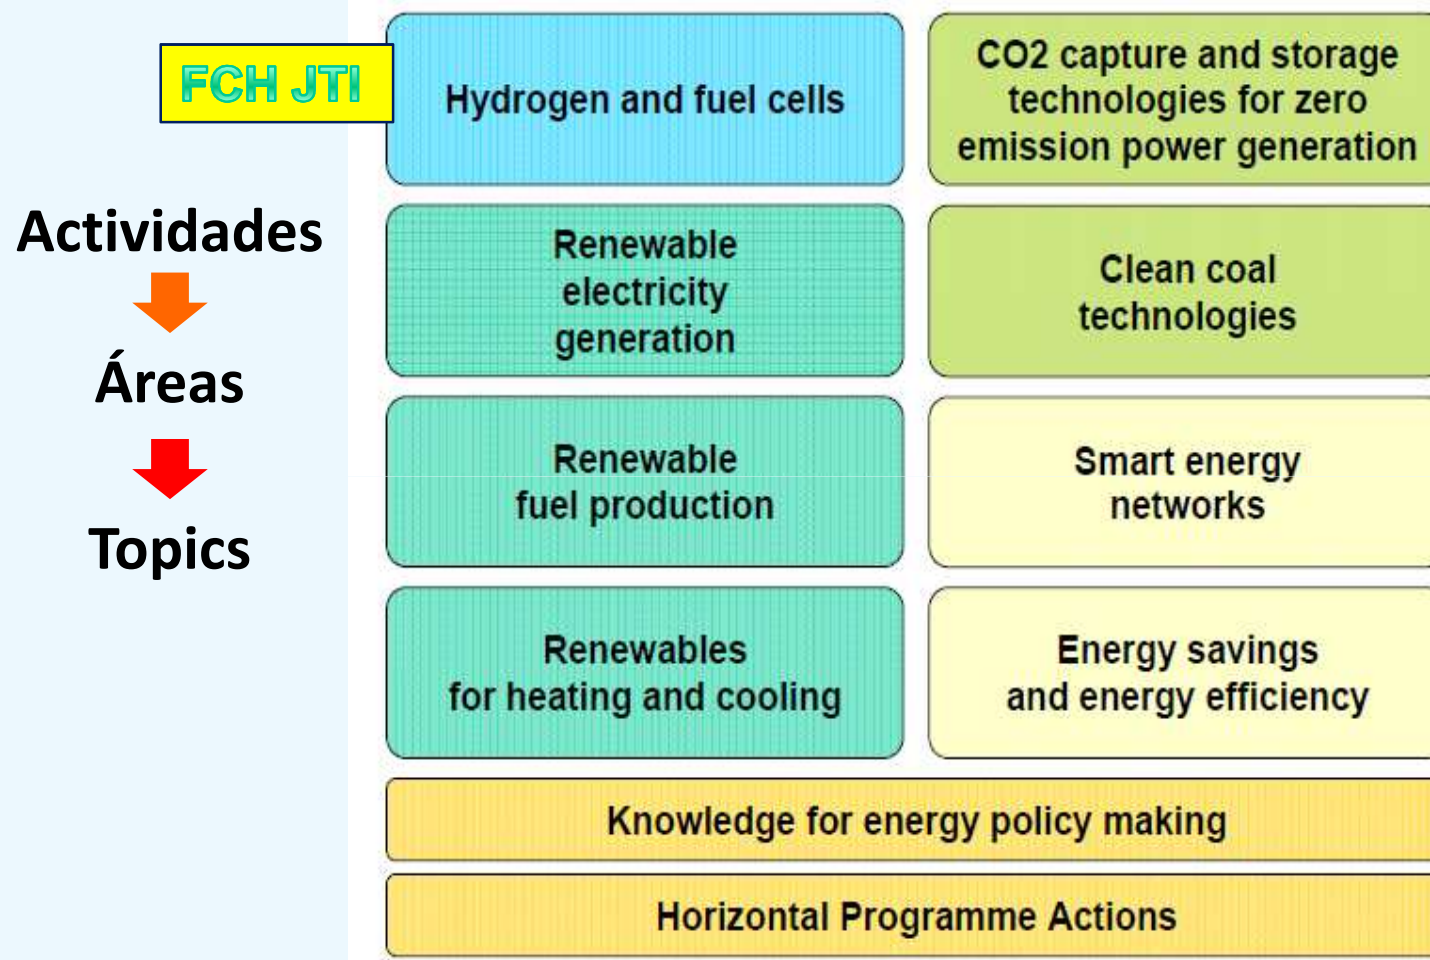 FCH JTI
Actividades
Áreas
Topics
Hydrogen and fuel cells
CO2 capture and storage
technologies for zero
emission power generation
Renewable
electricity
generation
Clean coal
technologies
Renewable
fuel production
Smart energy
networks
Renewables
for heating and cooling
Energy savings
and energy efficiency
Knowledge for energy policy making
Horizontal Programme Actions